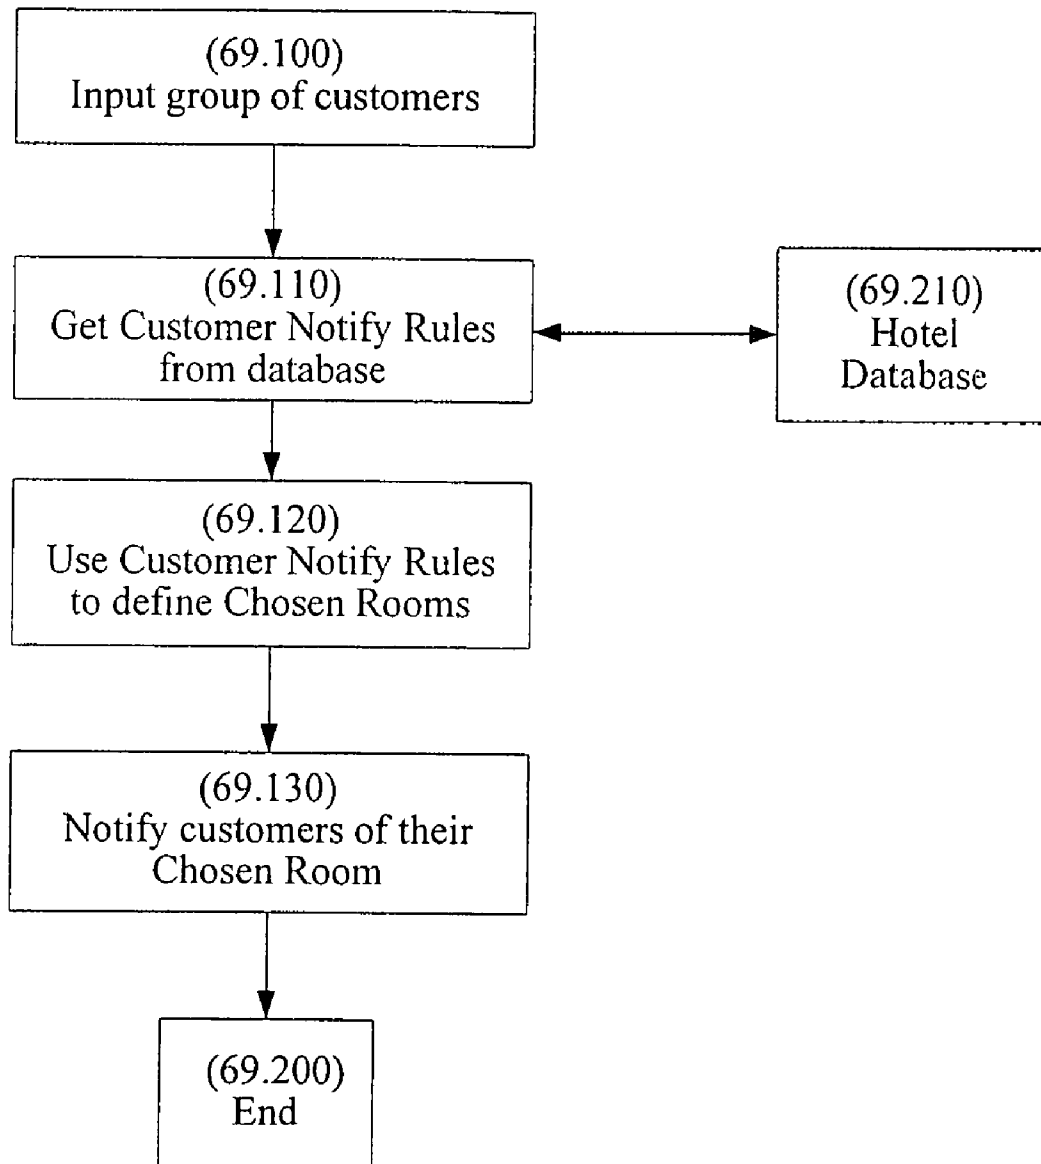 (69.100)
Input group of customers
(69.110)
Get Customer Notify Rules
from database
(69.210)
Hotel
Database
(69.120)
Use Customer Notify Rules
to define Chosen Rooms
(69.130)
Notify customers of their
Chosen Room
(69.200)
End